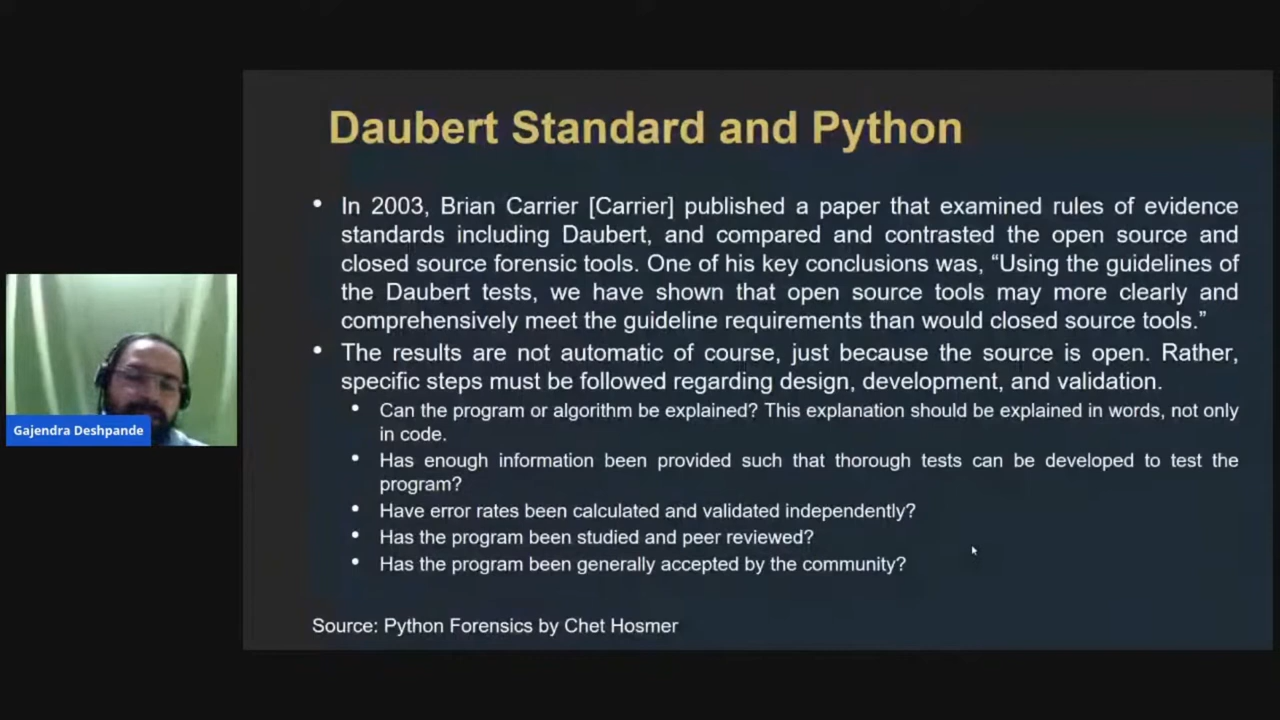 Daubert Standard and Python
• In 2003, Brian Carrier [Carrier] published a paper that examined rules of evidence
standards including Daubert, and compared and contrasted the open source and
closed source forensic tools. One of his key conclusions was, “Using the guidelines of
the Daubert tests, we have shown that open source tools may more clearly and
comprehensively meet the guideline requirements than would closed source tools.”
• The results are not automatic of course, just because the source is open. Rather,
specific steps must be followed regarding design, development, and validation.
• Can the program or algorithm be explained? This explanation should be explained in words, not only
in code.
• Has enough information been provided such that thorough tests can be developed to test the
program?
• Have error rates been calculated and validated independently?
• Has the program been studied and peer reviewed?
• Has the program been generally accepted by the community?
Source: Python Forensics by Chet Hosmer
Gajendra Deshpande